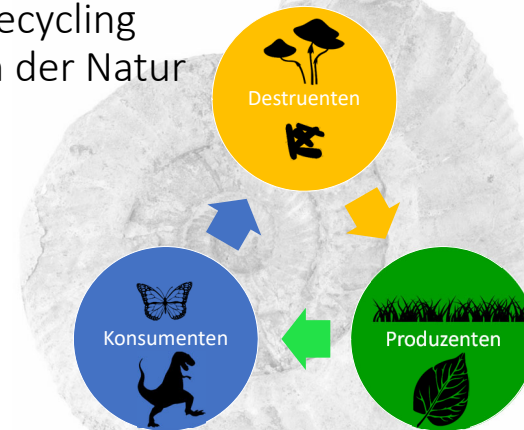 ecycling
der Natur
Destruenten
Konsumenten
Produzenten